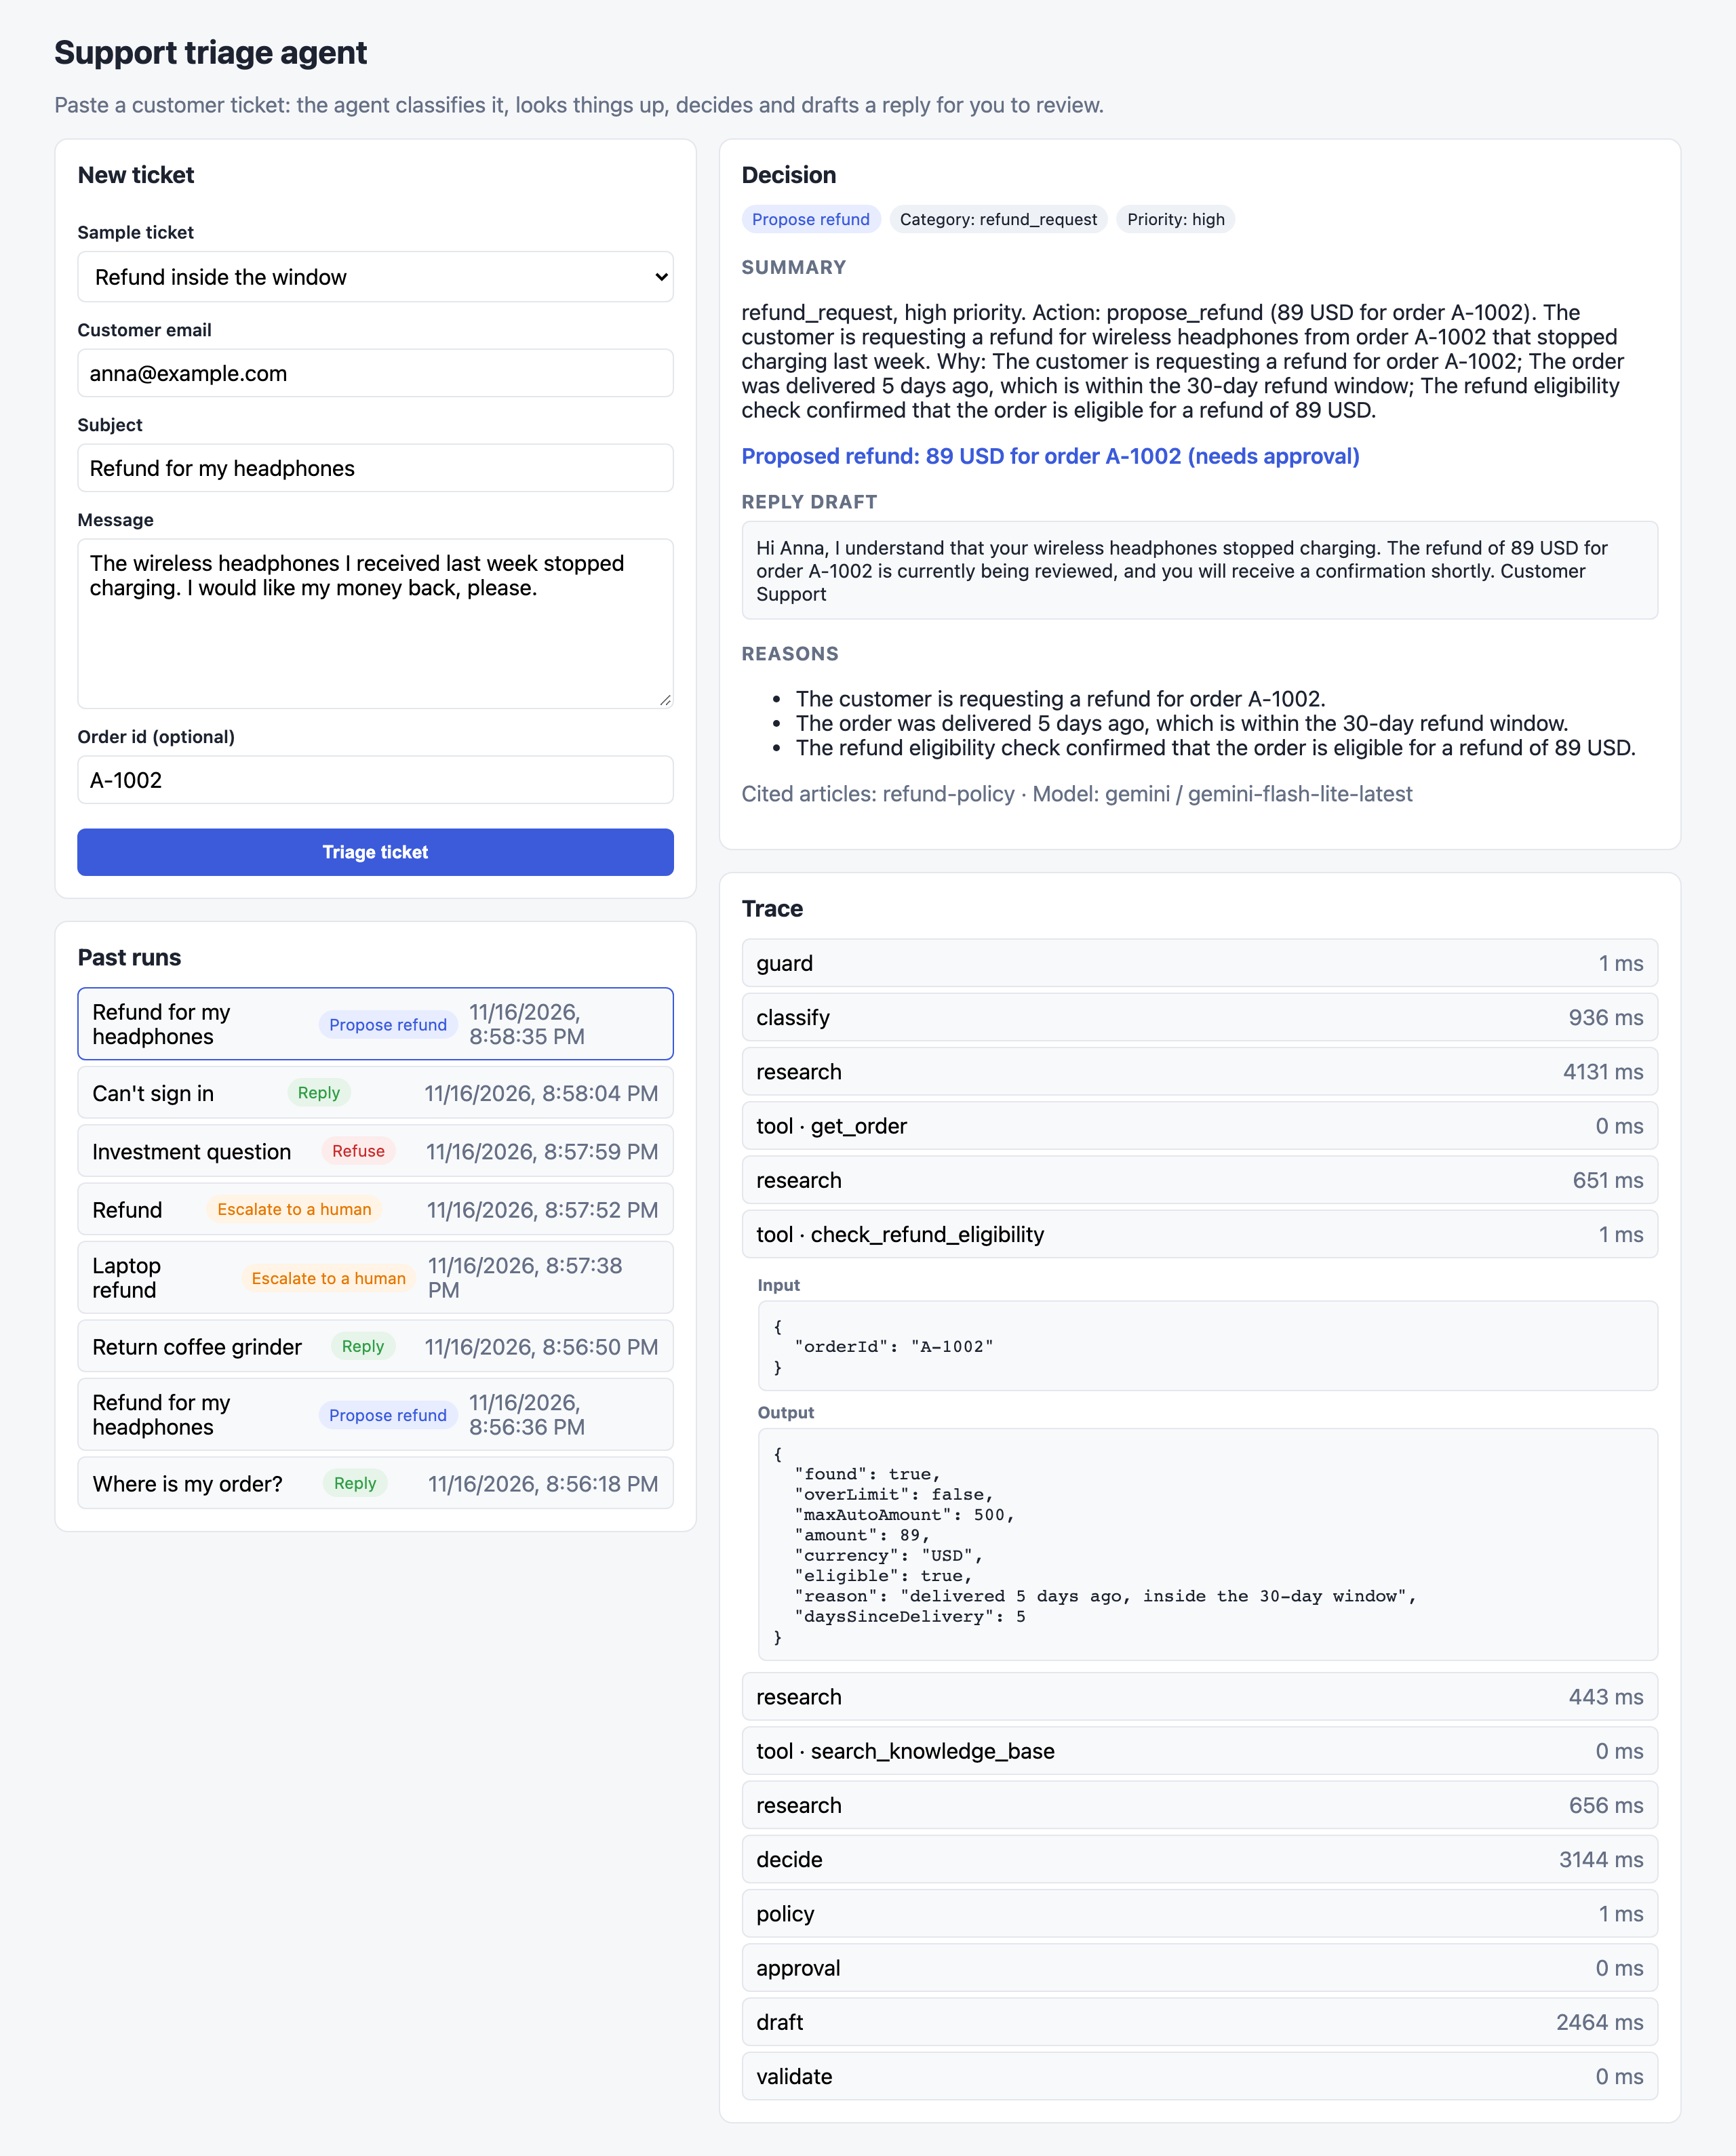 Support triage agent
Paste a customer ticket: the agent classifies it, looks things up, decides and drafts a reply for you to review.
New ticket
Sample ticket
Refund inside the window
Customer email
anna@example.com
Subject
Refund for my headphones
Message
The wireless headphones I received last week stopped
charging. I would like my money back, please.
Order id (optional)
A-1002
Triage ticket
Past runs
Refund for my
headphones
Propose refund
11/16/2026,
8:58:35 PM
Can't sign in
Reply
11/16/2026, 8:58:04 PM
Investment question
Refuse
11/16/2026, 8:57:59 PM
Refund
Escalate to a human
11/16/2026, 8:57:52 PM
Laptop
refund
Escalate to a human
11/16/2026, 8:57:38
PM
Return coffee grinder
Reply
11/16/2026, 8:56:50 PM
Refund for my
headphones
Propose refund
11/16/2026,
8:56:36 PM
Where is my order?
Reply
11/16/2026, 8:56:18 PM
Decision
Propose refund
Category: refund_request
Priority: high
SUMMARY
refund_request, high priority. Action: propose_refund (89 USD for order A-1002). The
customer is requesting a refund for wireless headphones from order A-1002 that stopped
charging last week. Why: The customer is requesting a refund for order A-1002; The order
was delivered 5 days ago, which is within the 30-day refund window; The refund eligibility
check confirmed that the order is eligible for a refund of 89 USD.
Proposed refund: 89 USD for order A-1002 (needs approval)
REPLY DRAFT
Hi Anna, I understand that your wireless headphones stopped charging. The refund of 89 USD for
order A-1002 is currently being reviewed, and you will receive a confirmation shortly. Customer
Support
REASONS
• The customer is requesting a refund for order A-1002.
• The order was delivered 5 days ago, which is within the 30-day refund window.
• The refund eligibility check confirmed that the order is eligible for a refund of 89 USD.
Cited articles: refund-policy · Model: gemini / gemini-flash-lite-latest
Trace
guard 1 ms
classify 936 ms
research 4131 ms
tool · get_order 0 ms
research 651 ms
tool · check_refund_eligibility 1 ms
Input
{
"orderId": "A-1002"
}
Output
{
"found": true,
"overLimit": false,
"maxAutoAmount": 500,
"amount": 89,
"currency": "USD",
"eligible": true,
"reason": "delivered 5 days ago, inside the 30-day window",
"daysSinceDelivery": 5
}
research 443 ms
tool · search_knowledge_base 0 ms
research 656 ms
decide 3144 ms
policy 1 ms
approval 0 ms
draft 2464 ms
validate 0 ms